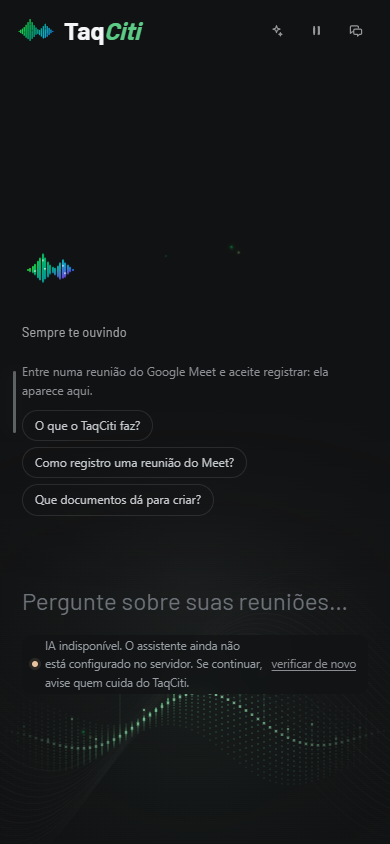 TaqCiti
Sempre te ouvindo
Entre numa reunião do Google Meet e aceite registrar: ela
aparece aqui.
O que o TaqCiti faz?
Como registro uma reunião do Meet?
Que documentos dá para criar?
Pergunte sobre suas reuniões...
IA indisponível. O assistente ainda não
está configurado no servidor. Se continuar, verificar de novo
avise quem cuida do TaqCiti.